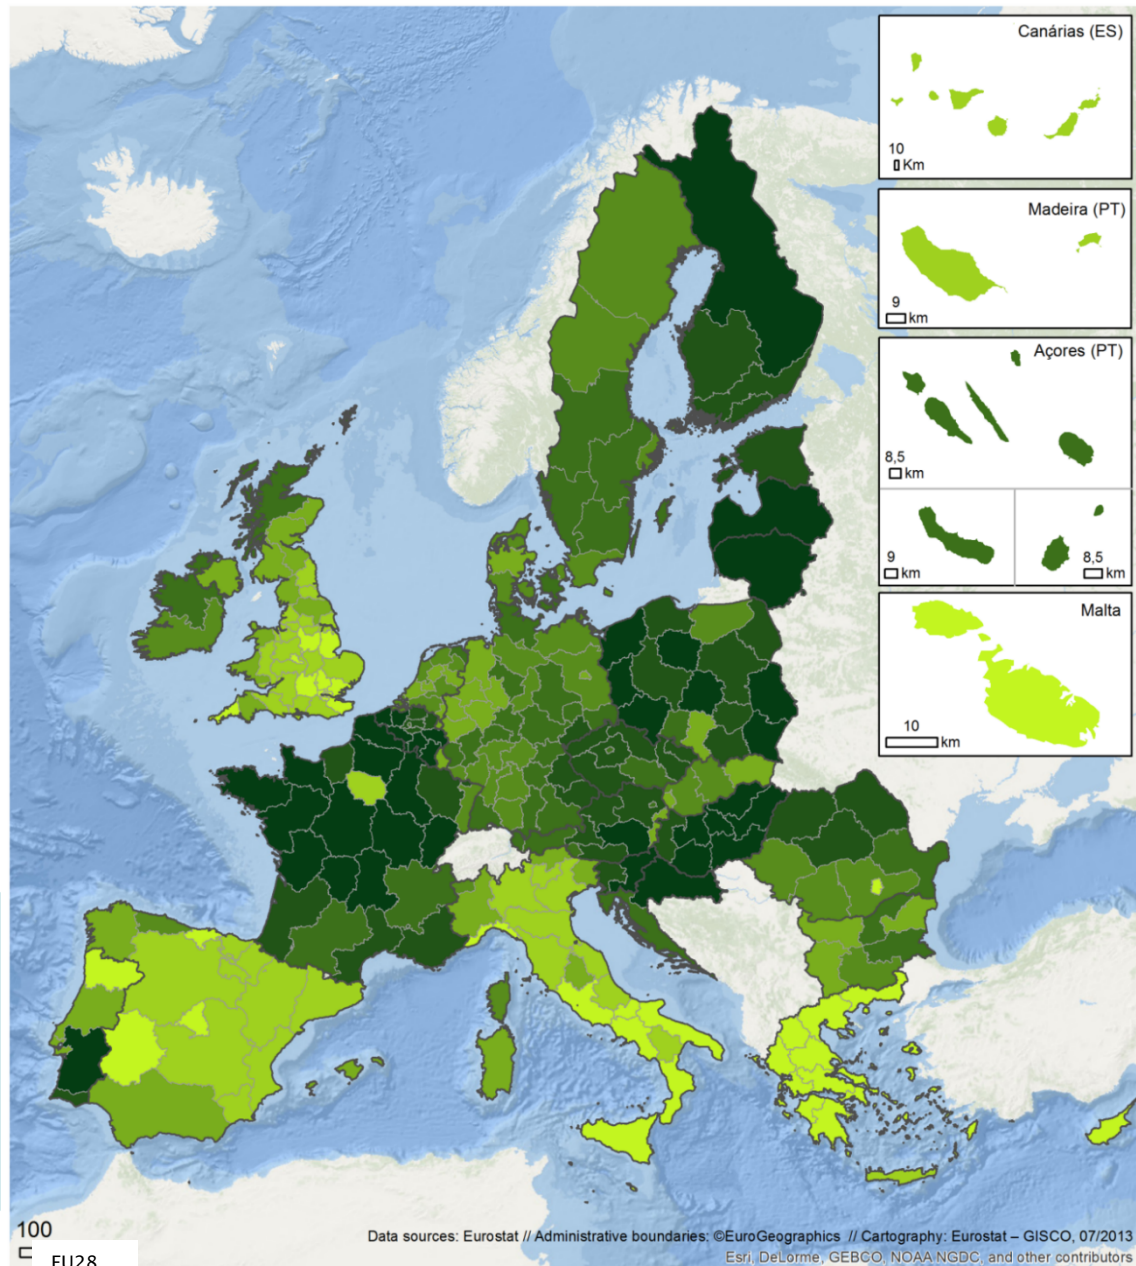 Canárias (ES)
10
Km
Madeira (PT)
9
km
Açores (PT)
8,5
km
9
km
8,5
km
Malta
10
km
100
EU28
Data sources: Eurostat // Administrative boundaries: ©EuroGeographics // Cartography: Eurostat – GISCO, 07/2013
Esri, DeLorme, GEBCO, NOAA NGDC, and other contributors